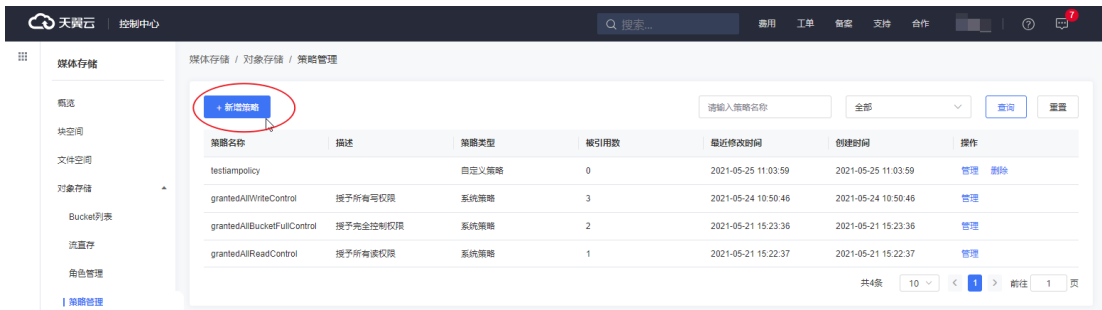 天翼云 控制中心 搜索... 费用 工单 备案 支持 合作 7
媒体存储 媒体存储 / 对象存储 / 策略管理
概览 + 新增策略 请输入策略名称 全部 查询 重置
块空间 策略名称 描述 策略类型 被引用数 最近修改时间 创建时间 操作
文件空间 testiampolicy 自定义策略 0 2021-05-25 11:03:59 2021-05-25 11:03:59 管理 删除
对象存储 grantedAllWriteControl 授予所有写权限 系统策略 3 2021-05-24 10:50:46 2021-05-24 10:50:46 管理
Bucket列表 grantedAllBucketFullControl 授予完全控制权限 系统策略 2 2021-05-21 15:23:36 2021-05-21 15:23:36 管理
流直存 grantedAllReadControl 授予所有读权限 系统策略 1 2021-05-21 15:22:37 2021-05-21 15:22:37 管理
角色管理 共4条 10 1 前往 1 页
策略管理